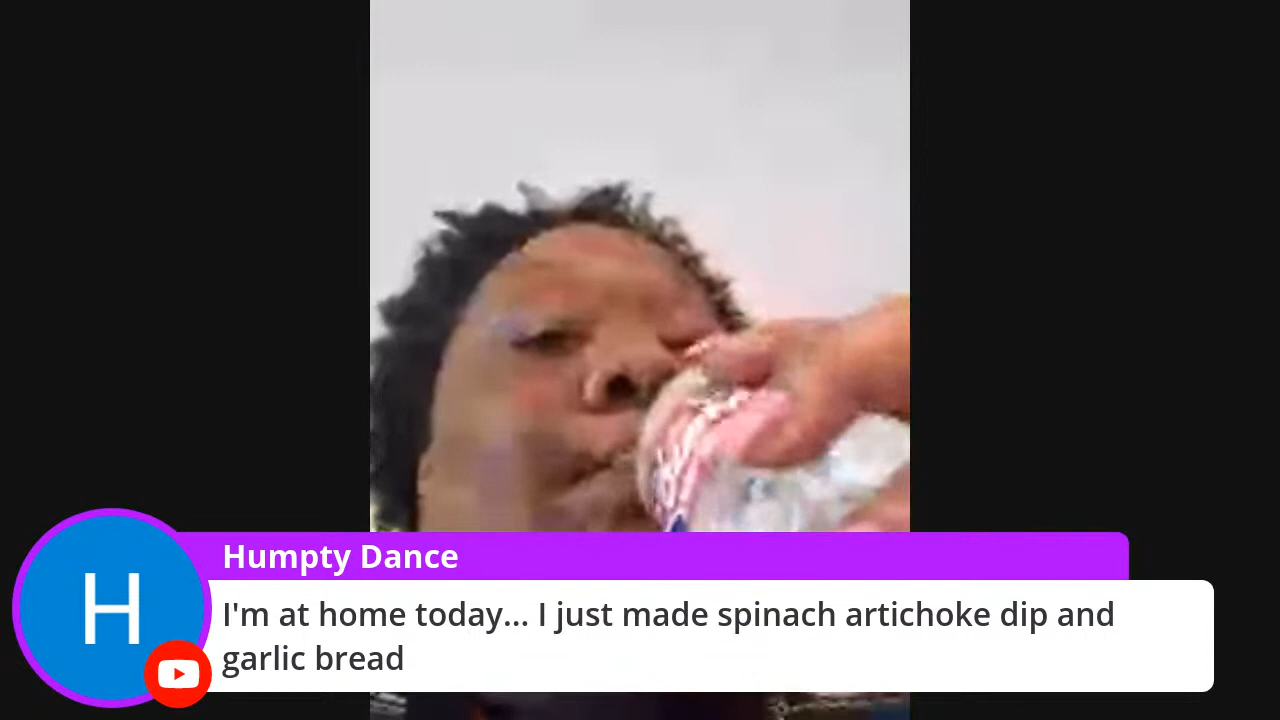 H
Humpty Dance
I'm at home today... I just made spinach artichoke dip and
garlic bread